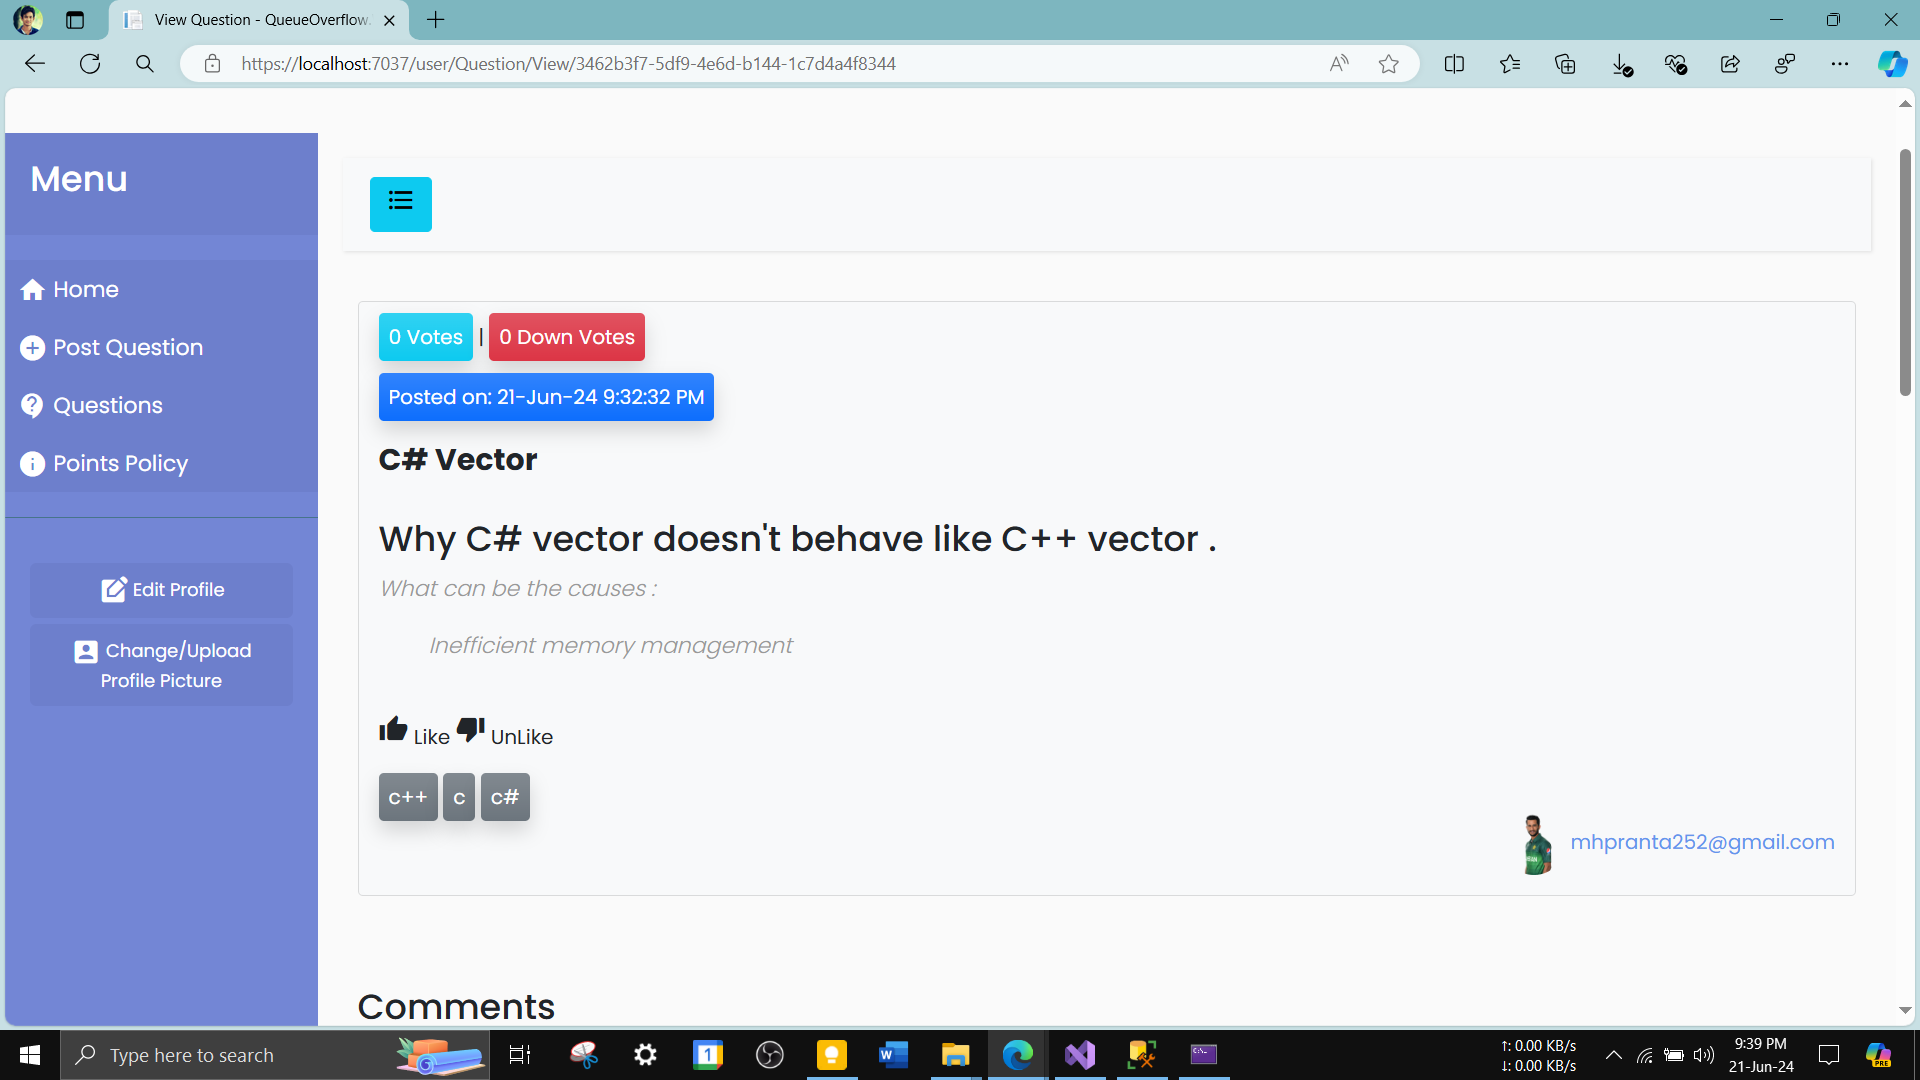 View Question - QueueOverflow.
https://localhost:7037/user/Question/View/3462b3f7-5df9-4e6d-b144-1c7d4a4f8344
Menu
Home
Post Question
Questions
Points Policy
Edit Profile
Change/Upload
Profile Picture
0 Votes | 0 Down Votes
Posted on: 21-Jun-24 9:32:32 PM
C# Vector
Why C# vector doesn't behave like C++ vector .
What can be the causes :
Inefficient memory management
Like UnLike
c++ c c#
mhpranta252@gmail.com
Comments
Type here to search
↑: 0.00 KB/s
↓: 0.00 KB/s
9:39 PM
21-Jun-24